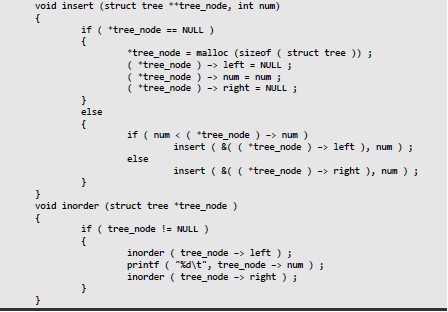 void insert (struct tree **tree_node, int num)
{
if ( *tree_node == NULL )
{
*tree_node = malloc (sizeof ( struct tree )) ;
( *tree_node ) -> left = NULL ;
( *tree_node ) -> num = num ;
( *tree_node ) -> right = NULL ;
}
else
{
if ( num < ( *tree_node ) -> num )
insert ( &( ( *tree_node ) -> left ), num ) ;
else
insert ( &( ( *tree_node ) -> right ), num ) ;
}
}
void inorder (struct tree *tree_node )
{
if ( tree_node != NULL )
{
inorder ( tree_node -> left ) ;
printf ( "%d\t", tree_node -> num ) ;
inorder ( tree_node -> right ) ;
}
}